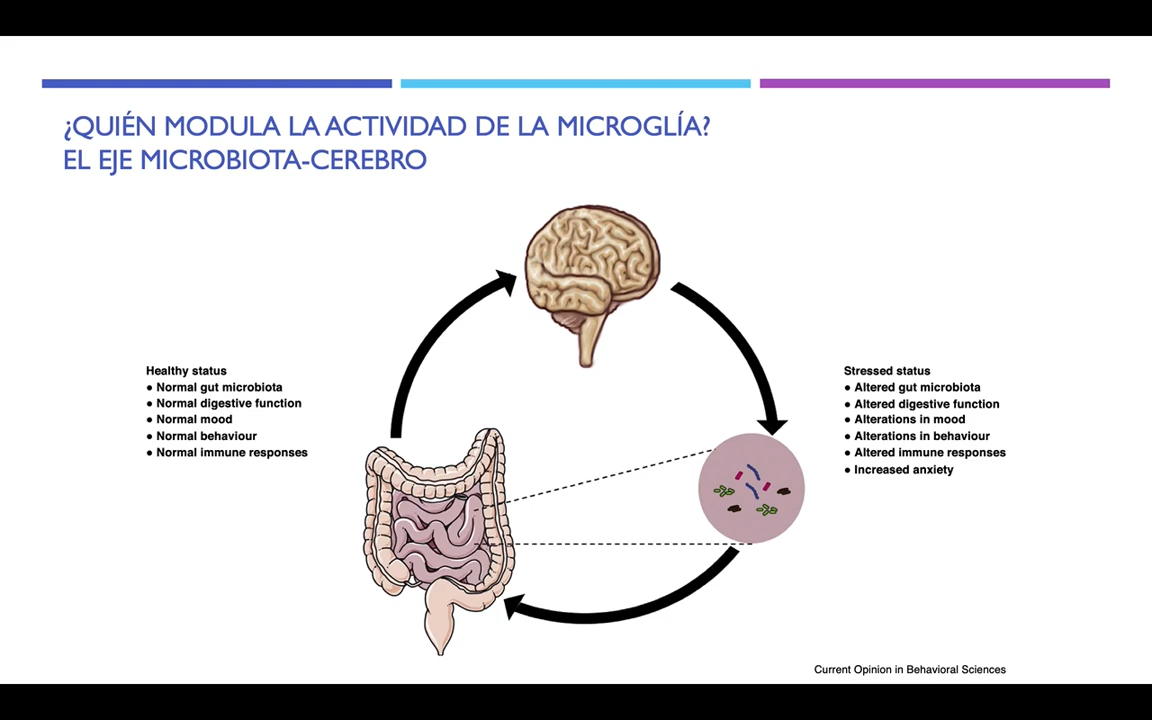 ¿QUIÉN MODULA LA ACTIVIDAD DE LA MICROGLÍA?
EL EJE MICROBIOTA-CEREBRO
Healthy status
● Normal gut microbiota
● Normal digestive function
● Normal mood
● Normal behaviour
● Normal immune responses
Stressed status
● Altered gut microbiota
● Altered digestive function
● Alterations in mood
● Alterations in behaviour
● Altered immune responses
● Increased anxiety
Current Opinion in Behavioral Sciences